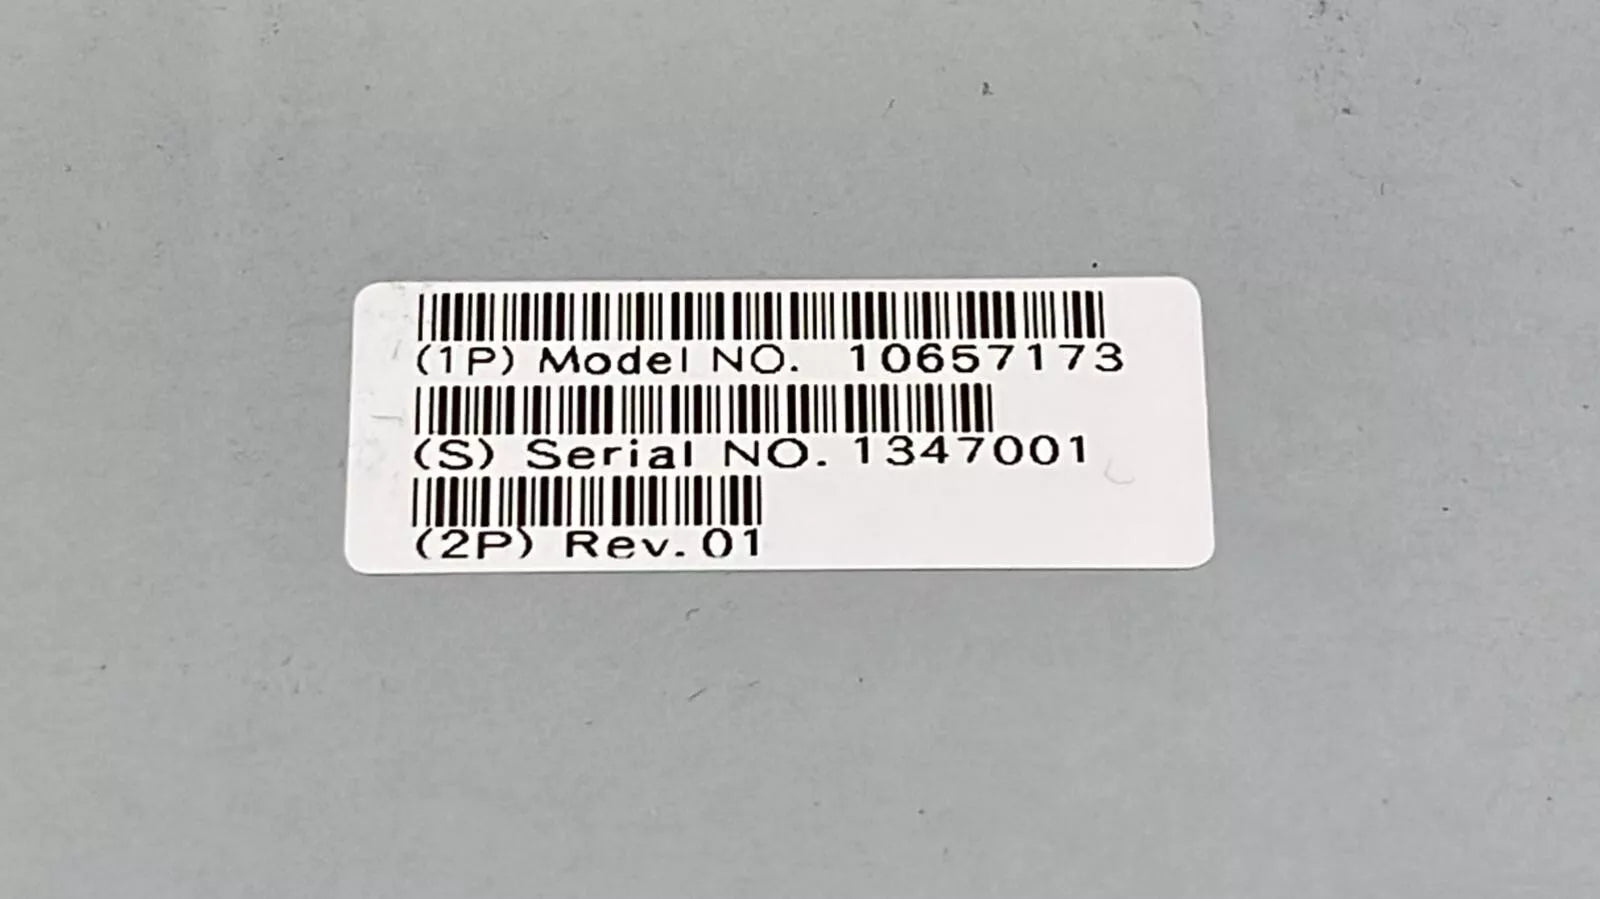 (1P) Model NO. 10657173
(S) Serial NO. 1347001
(2P) Rev. 01